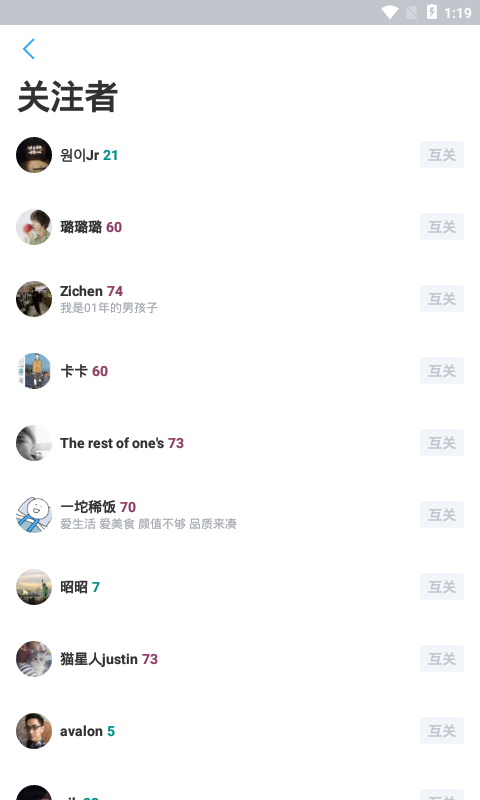 1:19
关注者
원이Jr 21
互关
璐璐璐 60
互关
Zichen 74
我是01年的男孩子
互关
卡卡 60
互关
The rest of one's 73
互关
一坨稀饭 70
爱生活 爱美食 颜值不够 品质来凑
互关
昭昭 7
互关
猫星人justin 73
互关
avalon 5
互关